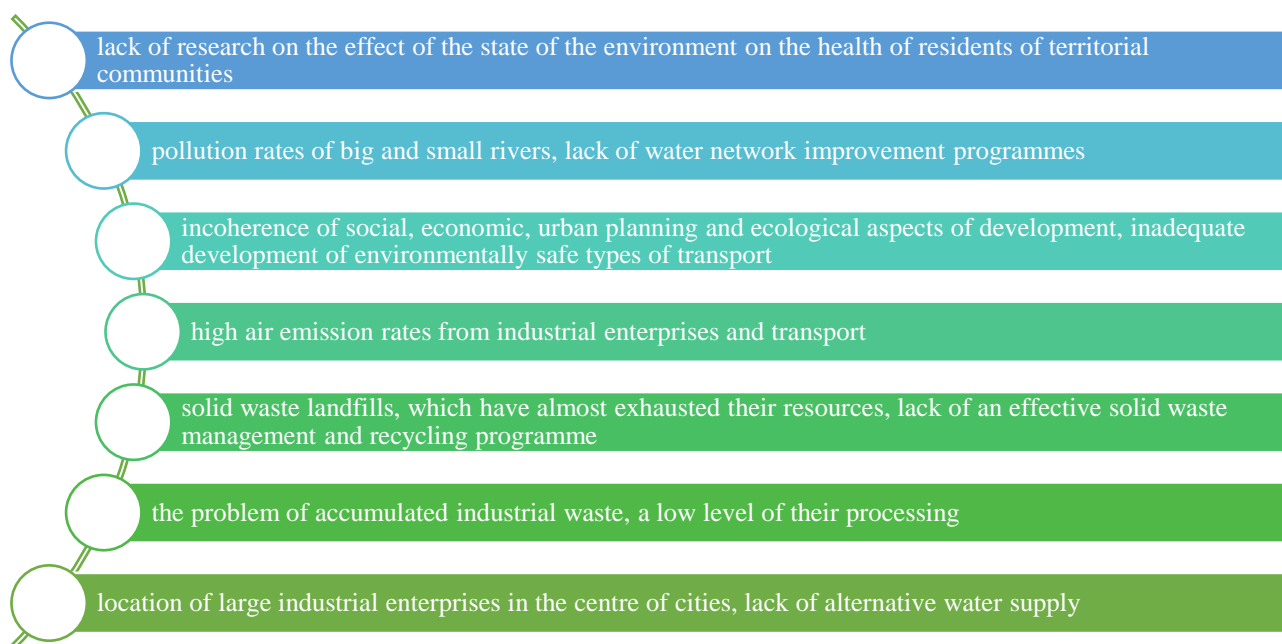 lack of research on the effect of the state of the environment on the health of residents of territorial
communities
pollution rates of big and small rivers, lack of water network improvement programmes
incoherence of social, economic, urban planning and ecological aspects of development, inadequate
development of environmentally safe types of transport
high air emission rates from industrial enterprises and transport
solid waste landfills, which have almost exhausted their resources, lack of an effective solid waste
management and recycling programme
the problem of accumulated industrial waste, a low level of their processing
location of large industrial enterprises in the centre of cities, lack of alternative water supply